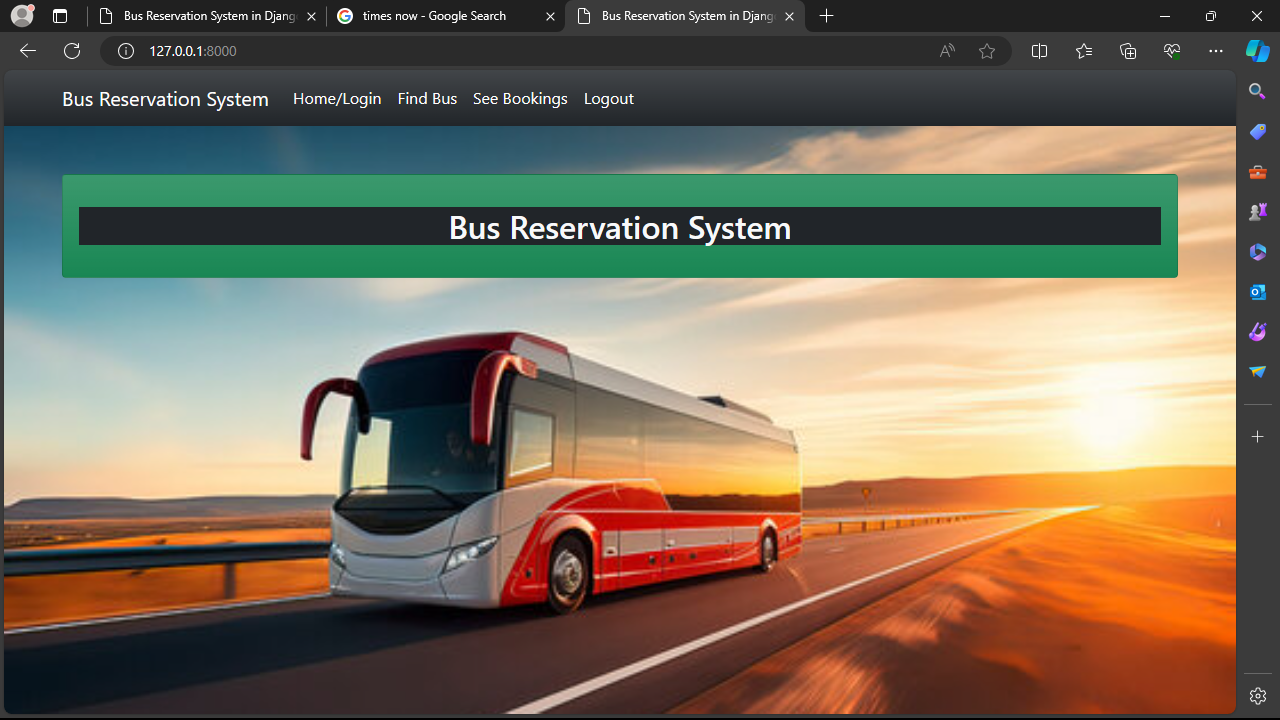 Bus Reservation System in Djang
times now - Google Search
Bus Reservation System in Djang
127.0.0.1:8000
Bus Reservation System
Home/Login
Find Bus
See Bookings
Logout
Bus Reservation System